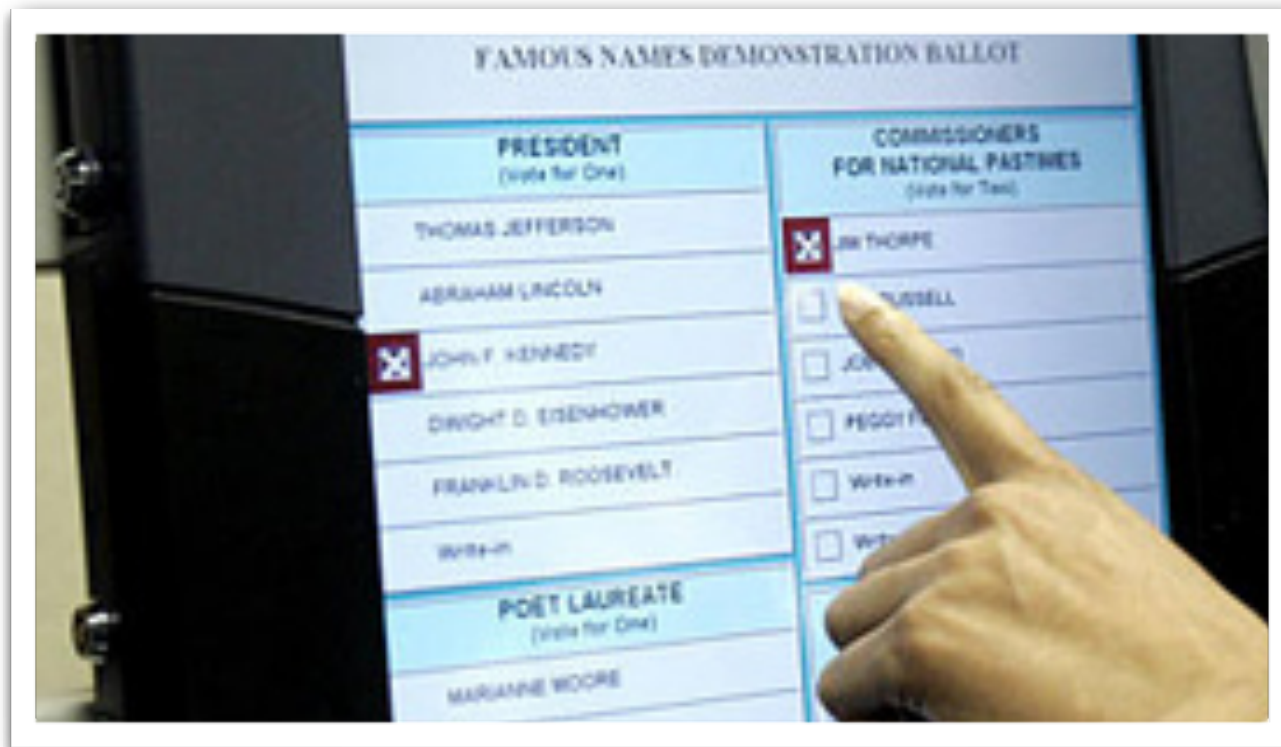 FAMOUS NAMES DEMONSTRATION BALLOT
PRESIDENT
(Vote for One)
THOMAS JEFFERSON
ABRAHAM LINCOLN
JOHN F. KENNEDY
DWIGHT D. EISENHOWER
FRANKLIN D. ROOSEVELT
Write-in
POET LAUREATE
(Vote for One)
MARIANNE MOORE
COMMISSIONERS
FOR NATIONAL PASTIMES
(Vote for Two)
JIM THORPE
RUSSELL
PEGGY
Write-in